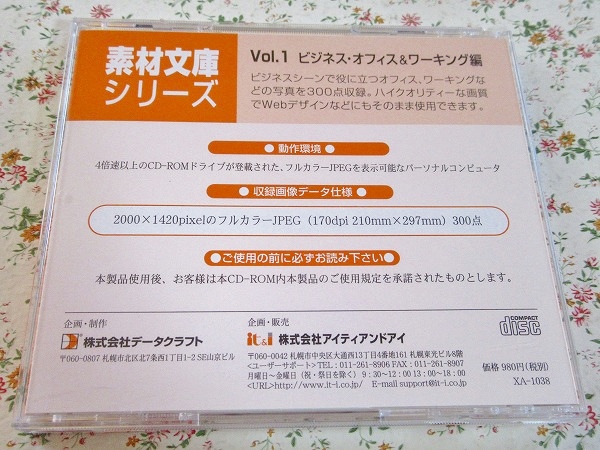 素材文庫
シリーズ
Vol.1 ビジネス・オフィス&ワーキング編
ビジネスシーンで役に立つオフィス、ワーキングな
どの写真を300点収録。ハイクオリティーな画質
でWebデザインなどにもそのまま使用できます。
● 動作環境 ●
4倍速以上のCD-ROMドライブが登載された、フルカラーJPEGを表示可能なパーソナルコンピュータ
● 収録画像データ仕様 ●
2000×1420pixelのフルカラーJPEG(170dpi 210mm×297mm)300点
●ご使用の前に必ずお読み下さい●
本製品使用後、お客様は本CD-ROM内本製品のご使用規定を承諾されたものとします。
企画・制作
株式会社データクラフト
〒060-0807 札幌市北区北7条西1丁目1-2 SE山京ビル
企画・販売
it&i 株式会社アイティアンドアイ
〒060-0042 札幌市中央区大通西13丁目4番地161 札幌東光ビル8階
<ユーザーサポート>TEL:011-261-8906 FAX:011-261-8907
月曜日~金曜日(祝・祭日を除く) 9:30~12:00 13:00~18:00
<URL>http://www.it-i.co.jp/ E-mail support@it-i.co.jp
COMPACT
disc
価格 980円(税別)
XA-1038